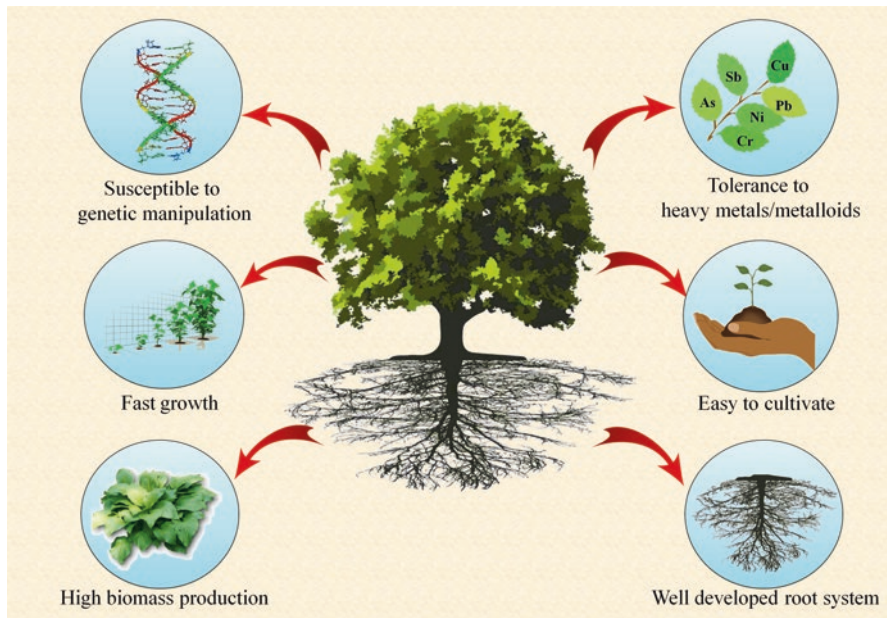 Susceptible to
genetic manipulation
Fast growth
High biomass production
Sb
Cu
As
Pb
Ni
Cr
Tolerance to
heavy metals/metalloids
Easy to cultivate
Well developed root system